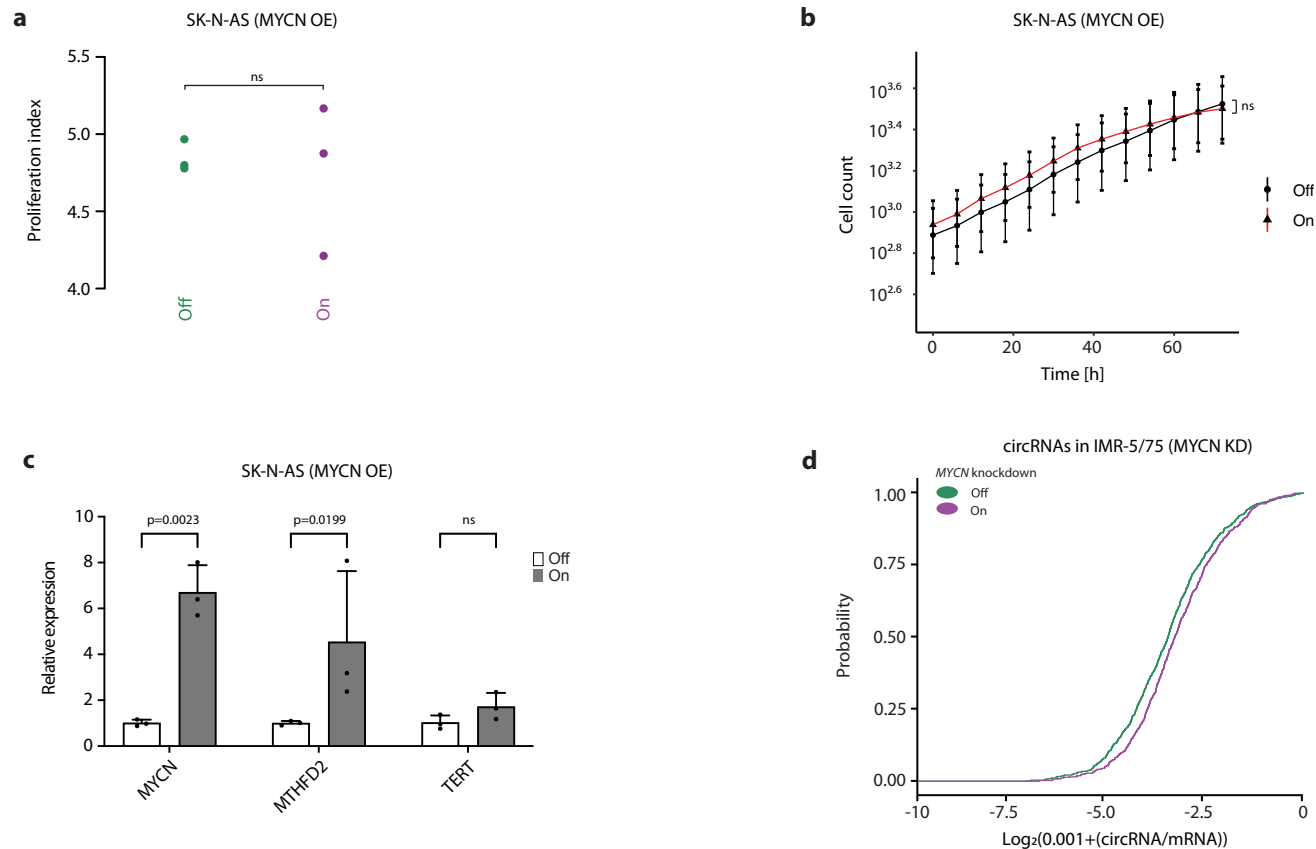 a
SK-N-AS (MYCN OE)
5.5
5.0
4.5
4.0
Proliferation index
ns
Off
On
b
SK-N-AS (MYCN OE)
10^3.6
10^3.4
10^3.2
10^3.0
10^2.8
10^2.6
Cell count
ns
Off
On
0
20
40
60
Time [h]
c
SK-N-AS (MYCN OE)
10
8
6
4
2
0
Relative expression
p=0.0023
p=0.0199
ns
Off
On
MYCN
MTHFD2
TERT
d
circRNAs in IMR-5/75 (MYCN KD)
MYCN knockdown
Off
On
1.00
0.75
0.50
0.25
0.00
Probability
-10
-7.5
-5.0
-2.5
0
Log₂(0.001+(circRNA/mRNA))